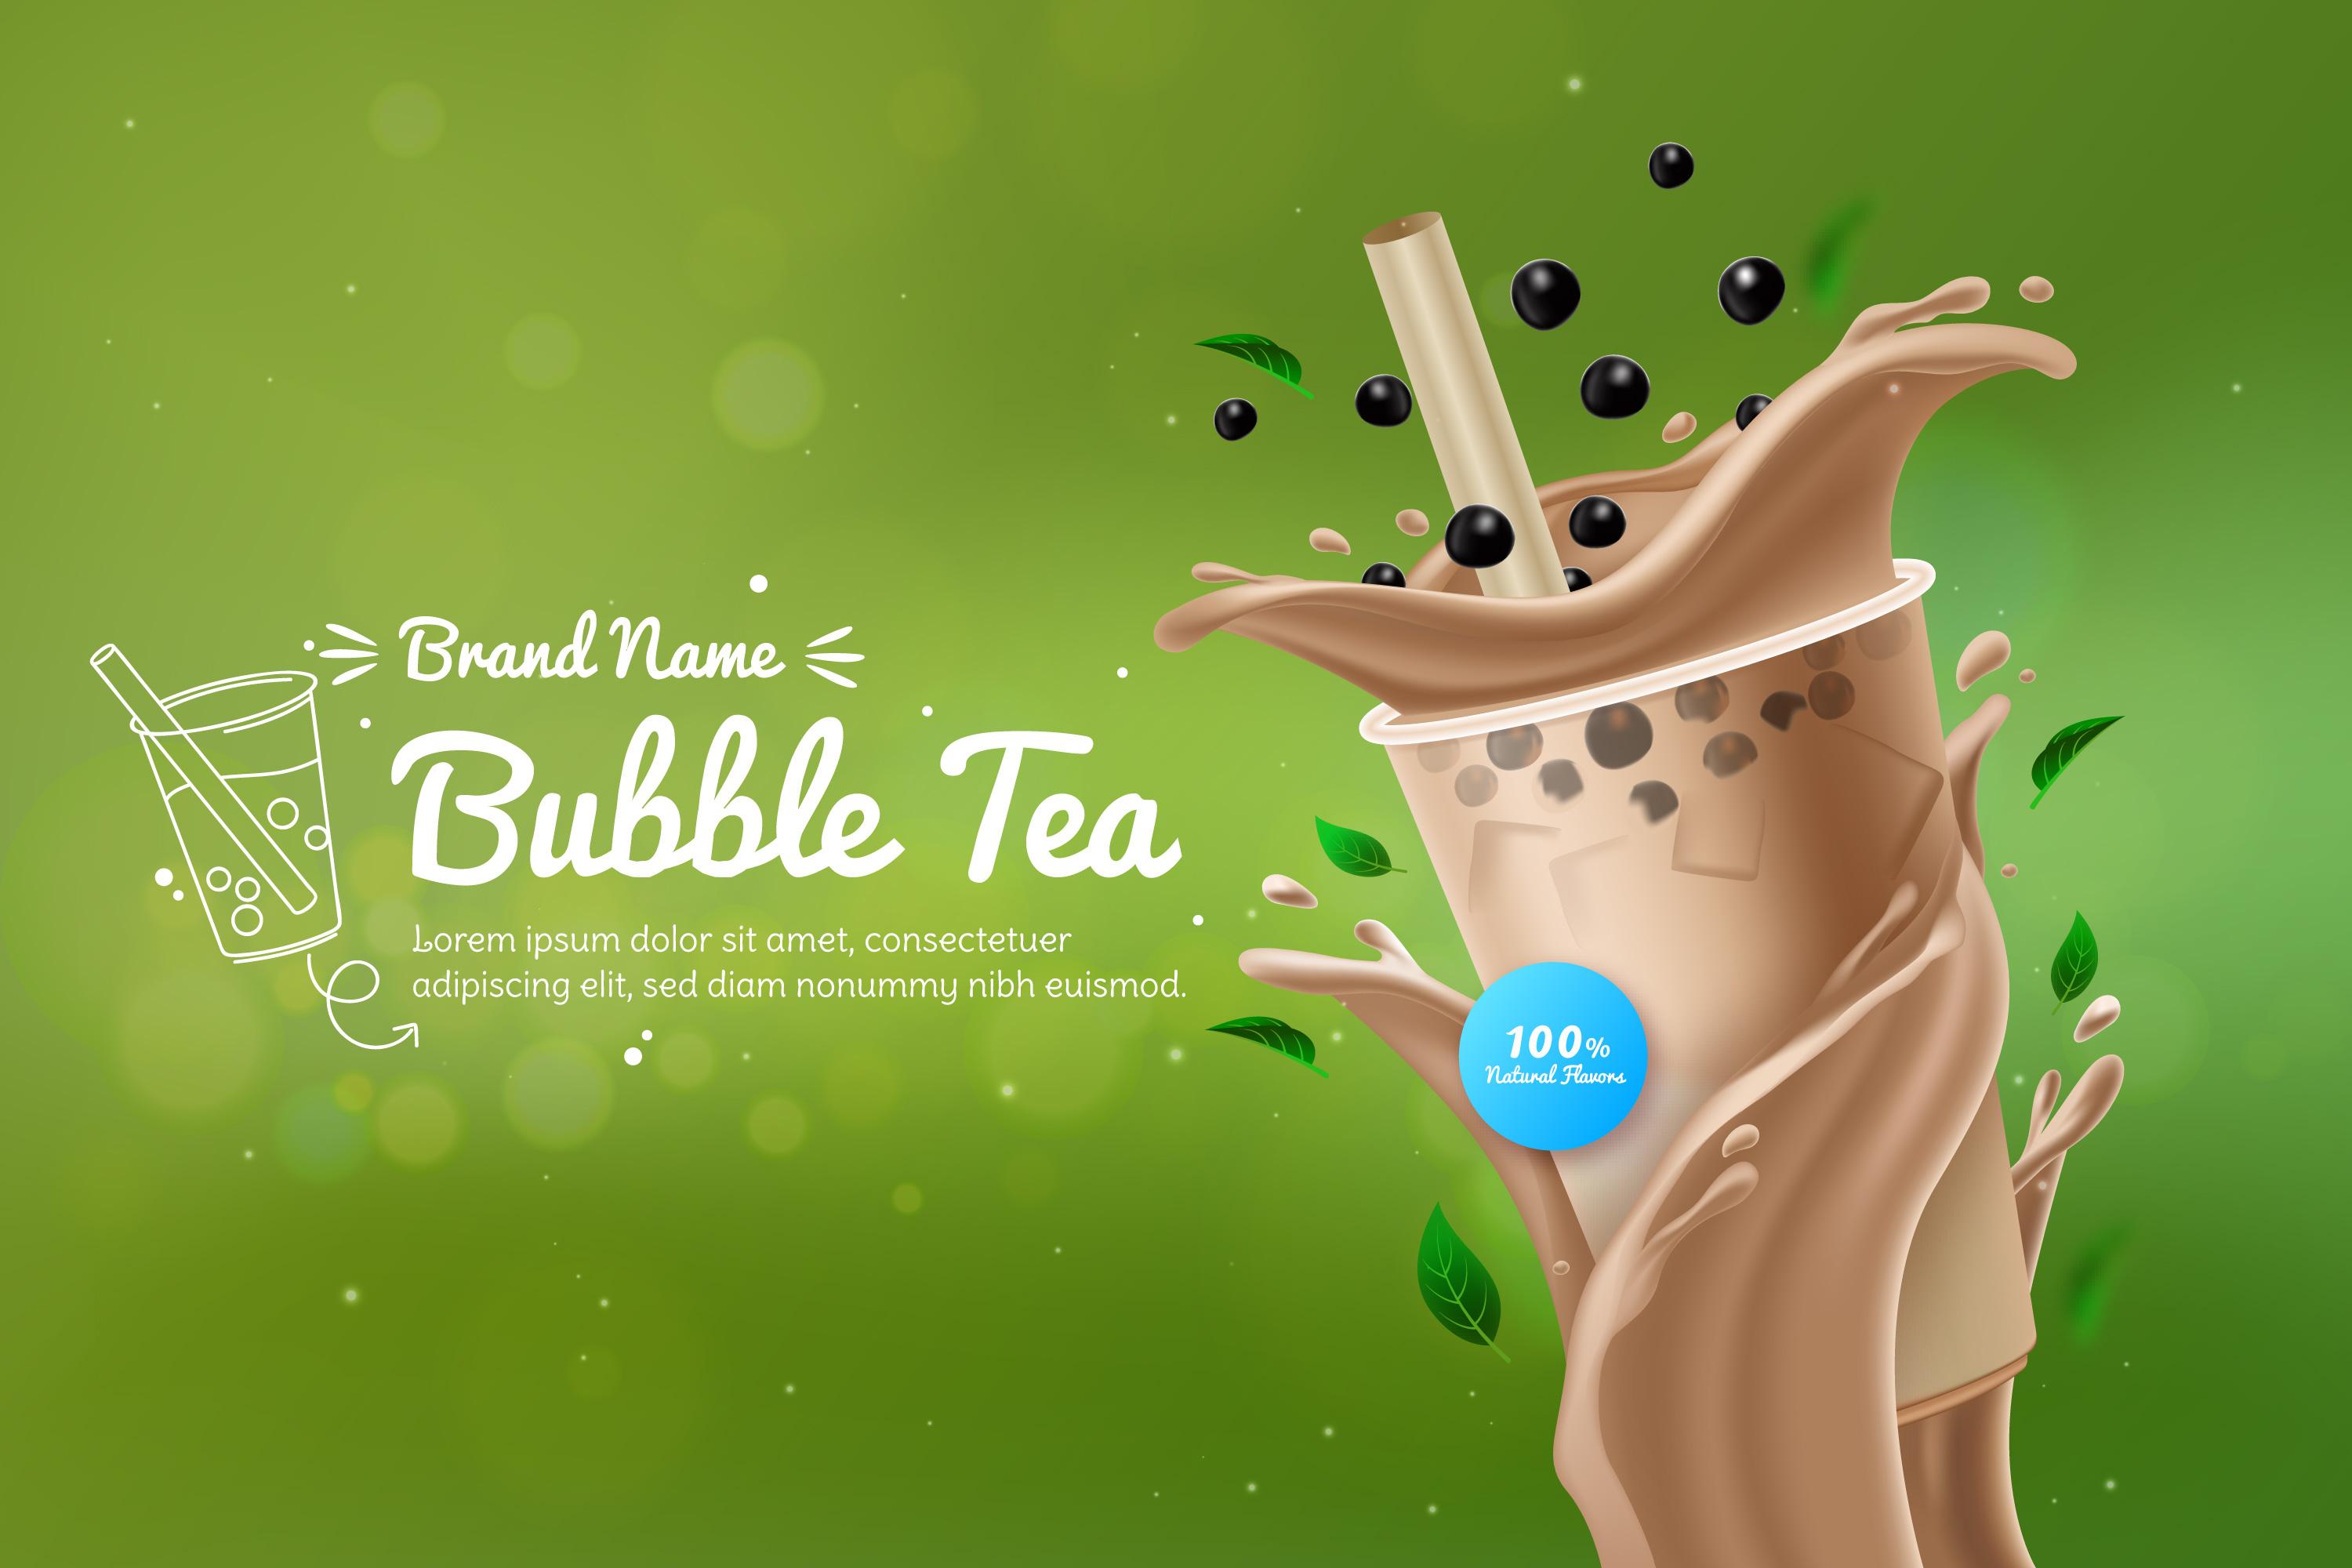 Brand Name
Bubble Tea
Lorem ipsum dolor sit amet, consectetuer
adipiscing elit, sed diam nonummy nibh euismod.
100%
Natural Flavors